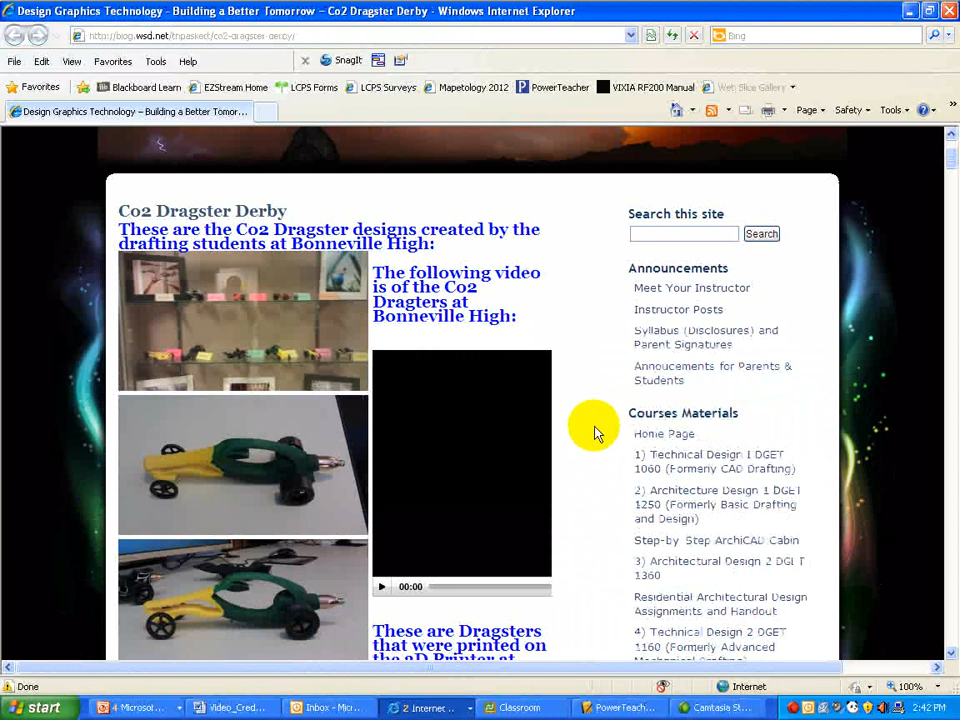 Design Graphics Technology - Building a Better Tomorrow – Co2 Dragster Derby - Windows Internet Explorer
Bing
File Edit View Favorites Tools Help
SnagIt
Favorites Blackboard Learn EZStream Home LCPS Forms LCPS Surveys Mapetology 2012 PowerTeacher VIXIA RF200 Manual Web Slice Gallery
Design Graphics Technology – Building a Better Tomor...
Page Safety Tools
Co2 Dragster Derby
These are the Co2 Dragster designs created by the
drafting students at Bonneville High:
The following video
is of the Co2
Dragters at
Bonneville High:
00:00
These are Dragsters
that were printed on
the 3D Printer at
Search this site
Search
Announcements
Meet Your Instructor
Instructor Posts
Syllabus (Disclosures) and
Parent Signatures
Annoucements for Parents &
Students
Courses Materials
Home Page
1) Technical Design I DGET
1060 (Formerly CAD Drafting)
2) Architecture Design 1 DGET
1250 (Formerly Basic Drafting
and Design)
Step-by Step ArchiCAD Cabin
3) Architectural Design 2 DGET
1360
Residential Architectural Design
Assignments and Handout
4) Technical Design 2 DGET
1160 (Formerly Advanced
Done
Internet
100%
start
4 Microsof...
Video_Cred...
Inbox - Micr...
2 Internet ...
Classroom
PowerTeach...
Camtasia St...
2:42 PM